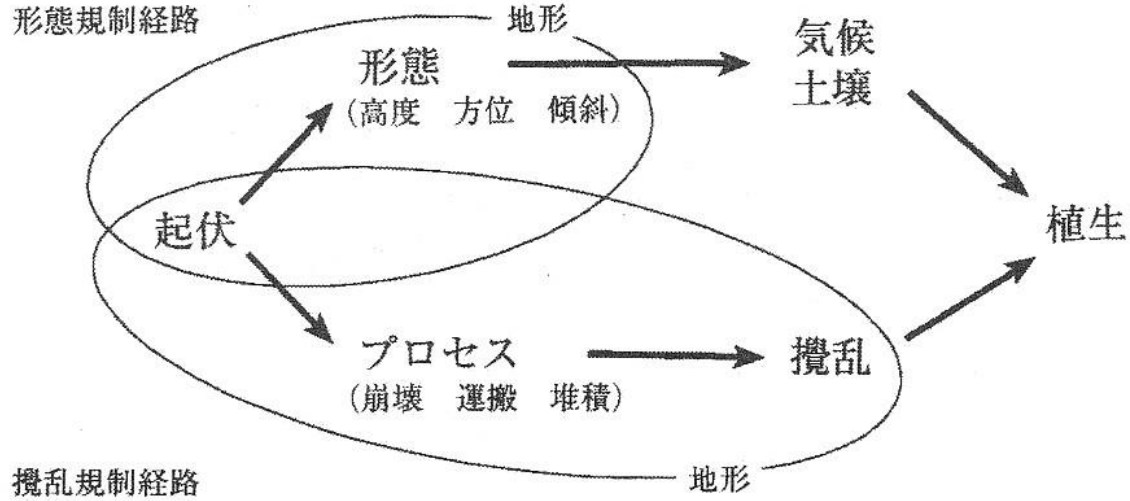 形態規制経路
地形
形態
(高度 方位 傾斜)
気候
土壌
起伏
植生
プロセス
(崩壊 運搬 堆積)
攪乱
攪乱規制経路
地形